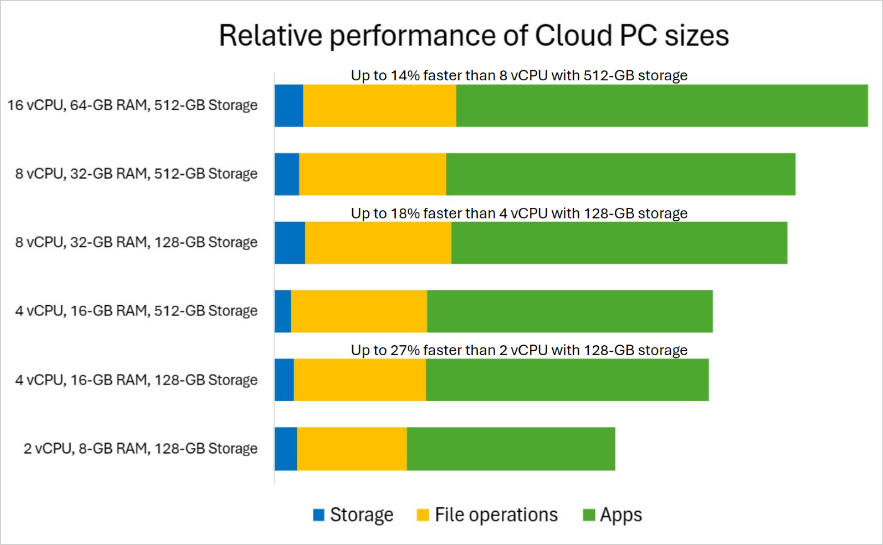 Relative performance of Cloud PC sizes
Up to 14% faster than 8 vCPU with 512-GB storage
16 vCPU, 64-GB RAM, 512-GB Storage
8 vCPU, 32-GB RAM, 512-GB Storage
Up to 18% faster than 4 vCPU with 128-GB storage
8 vCPU, 32-GB RAM, 128-GB Storage
4 vCPU, 16-GB RAM, 512-GB Storage
Up to 27% faster than 2 vCPU with 128-GB storage
4 vCPU, 16-GB RAM, 128-GB Storage
2 vCPU, 8-GB RAM, 128-GB Storage
Storage File operations Apps